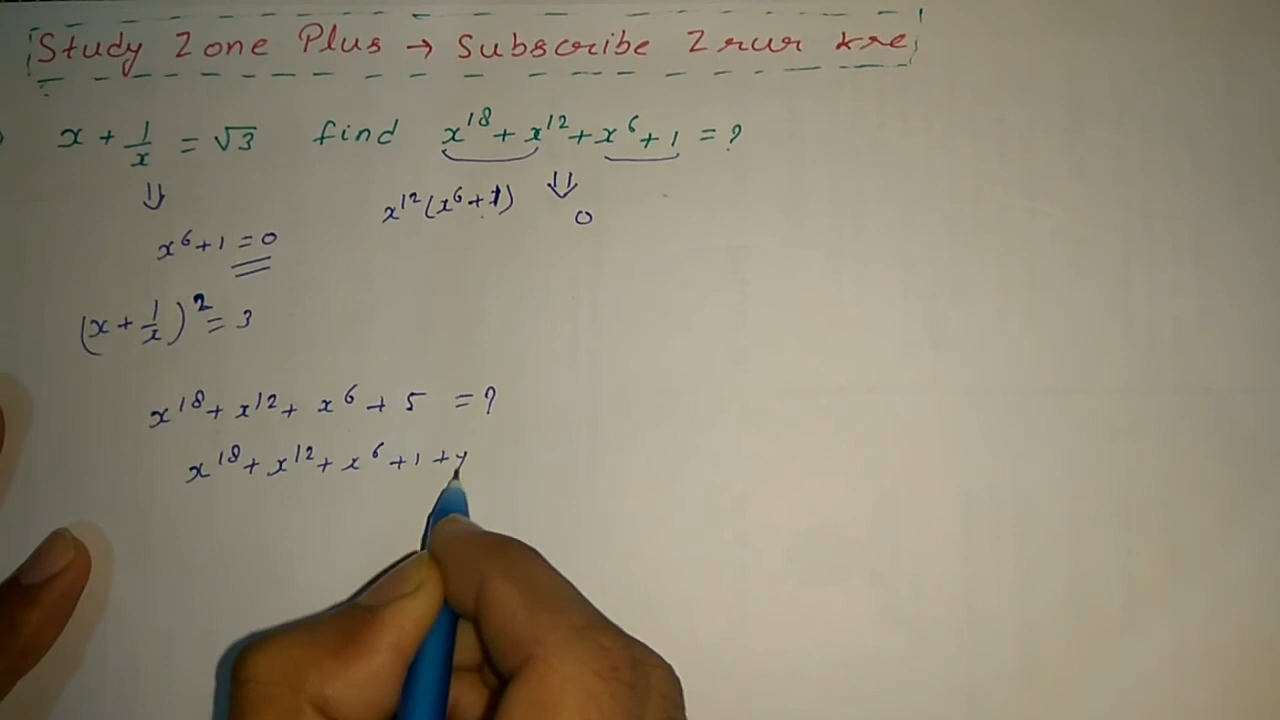 Study Zone Plus → Subscribe Zrur kre
x + 1/x = √3 find x^18 + x^12 + x^6 + 1 = ?
⇓ x^12 (x^6 + 1) ⇓ 0
x^6 + 1 = 0
(x + 1/x)^2 = 3
x^18 + x^12 + x^6 + 5 = ?
x^18 + x^12 + x^6 + 1 +